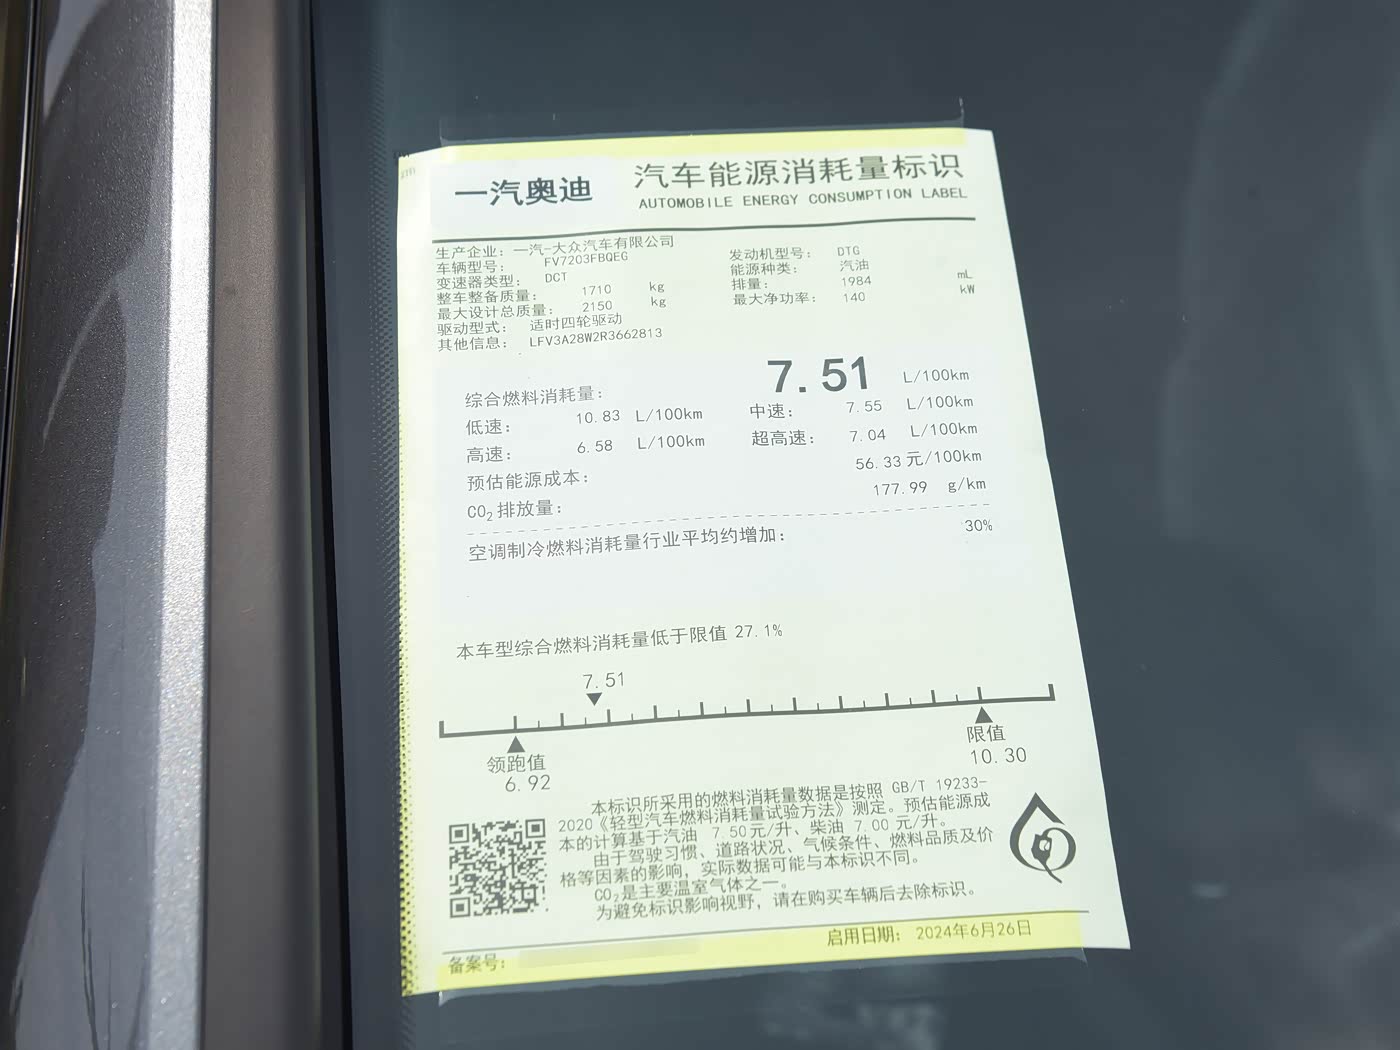 一汽奥迪
汽车能源消耗量标识
AUTOMOBILE ENERGY CONSUMPTION LABEL
生产企业：一汽-大众汽车有限公司
车辆型号： FV7203FBQEG
变速器类型： DCT
整车整备质量： 1710 kg
最大设计总质量： 2150 kg
驱动型式： 适时四轮驱动
其他信息： LFV3A28W2R3662813
发动机型号： DTG
能源种类： 汽油
排量： 1984 mL
最大净功率： 140 kW
综合燃料消耗量： 7.51 L/100km
低速： 10.83 L/100km 中速： 7.55 L/100km
高速： 6.58 L/100km 超高速： 7.04 L/100km
预估能源成本： 56.33 元/100km
CO2排放量： 177.99 g/km
空调制冷燃料消耗量行业平均约增加： 30%
本车型综合燃料消耗量低于限值 27.1%
7.51
领跑值
6.92
限值
10.30
本标识所采用的燃料消耗量数据是按照 GB/T 19233-
2020《轻型汽车燃料消耗量试验方法》测定。预估能源成
本的计算基于汽油 7.50元/升、柴油 7.00 元/升。
由于驾驶习惯、道路状况、气候条件、燃料品质及价
格等因素的影响，实际数据可能与本标识不同。
CO2是主要温室气体之一。
为避免标识影响视野，请在购买车辆后去除标识。
备案号：
启用日期： 2024年6月26日